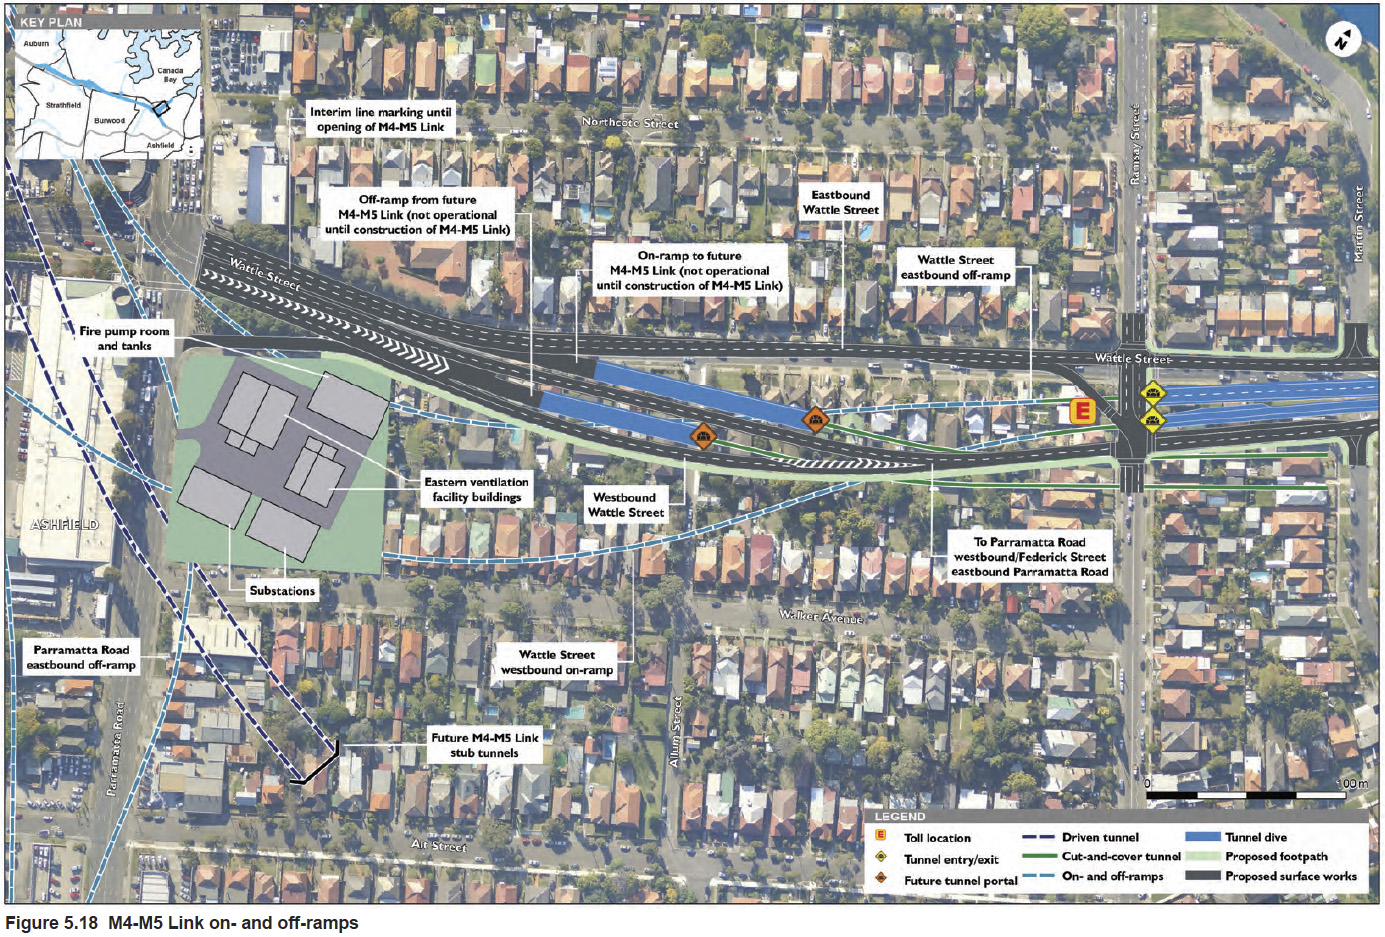 KEY PLAN
Auburn
Canada
Bay
Strathfield
Burwood
Ashfield
N
Interim line marking until
opening of M4-M5 Link
Northcote Street
Ramsay Street
Martin Street
Off-ramp from future
M4-M5 Link (not operational
until construction of M4-M5 Link)
Eastbound
Wattle Street
On-ramp to future
M4-M5 Link (not operational
until construction of M4-M5 Link)
Wattle Street
eastbound off-ramp
Wattle Street
Fire pump room
and tanks
Wattle Street
E
Eastern ventilation
facility buildings
Westbound
Wattle Street
ASHFIELD
To Parramatta Road
westbound/Federick Street
eastbound Parramatta Road
Substations
Walker Avenue
Parramatta Road
eastbound off-ramp
Wattle Street
westbound on-ramp
Allum Street
Parramatta Road
Future M4-M5 Link
stub tunnels
0 100 m
Alt Street
LEGEND
E Toll location
Tunnel entry/exit
Future tunnel portal
Driven tunnel
Cut-and-cover tunnel
On- and off-ramps
Tunnel dive
Proposed footpath
Proposed surface works
Figure 5.18 M4-M5 Link on- and off-ramps